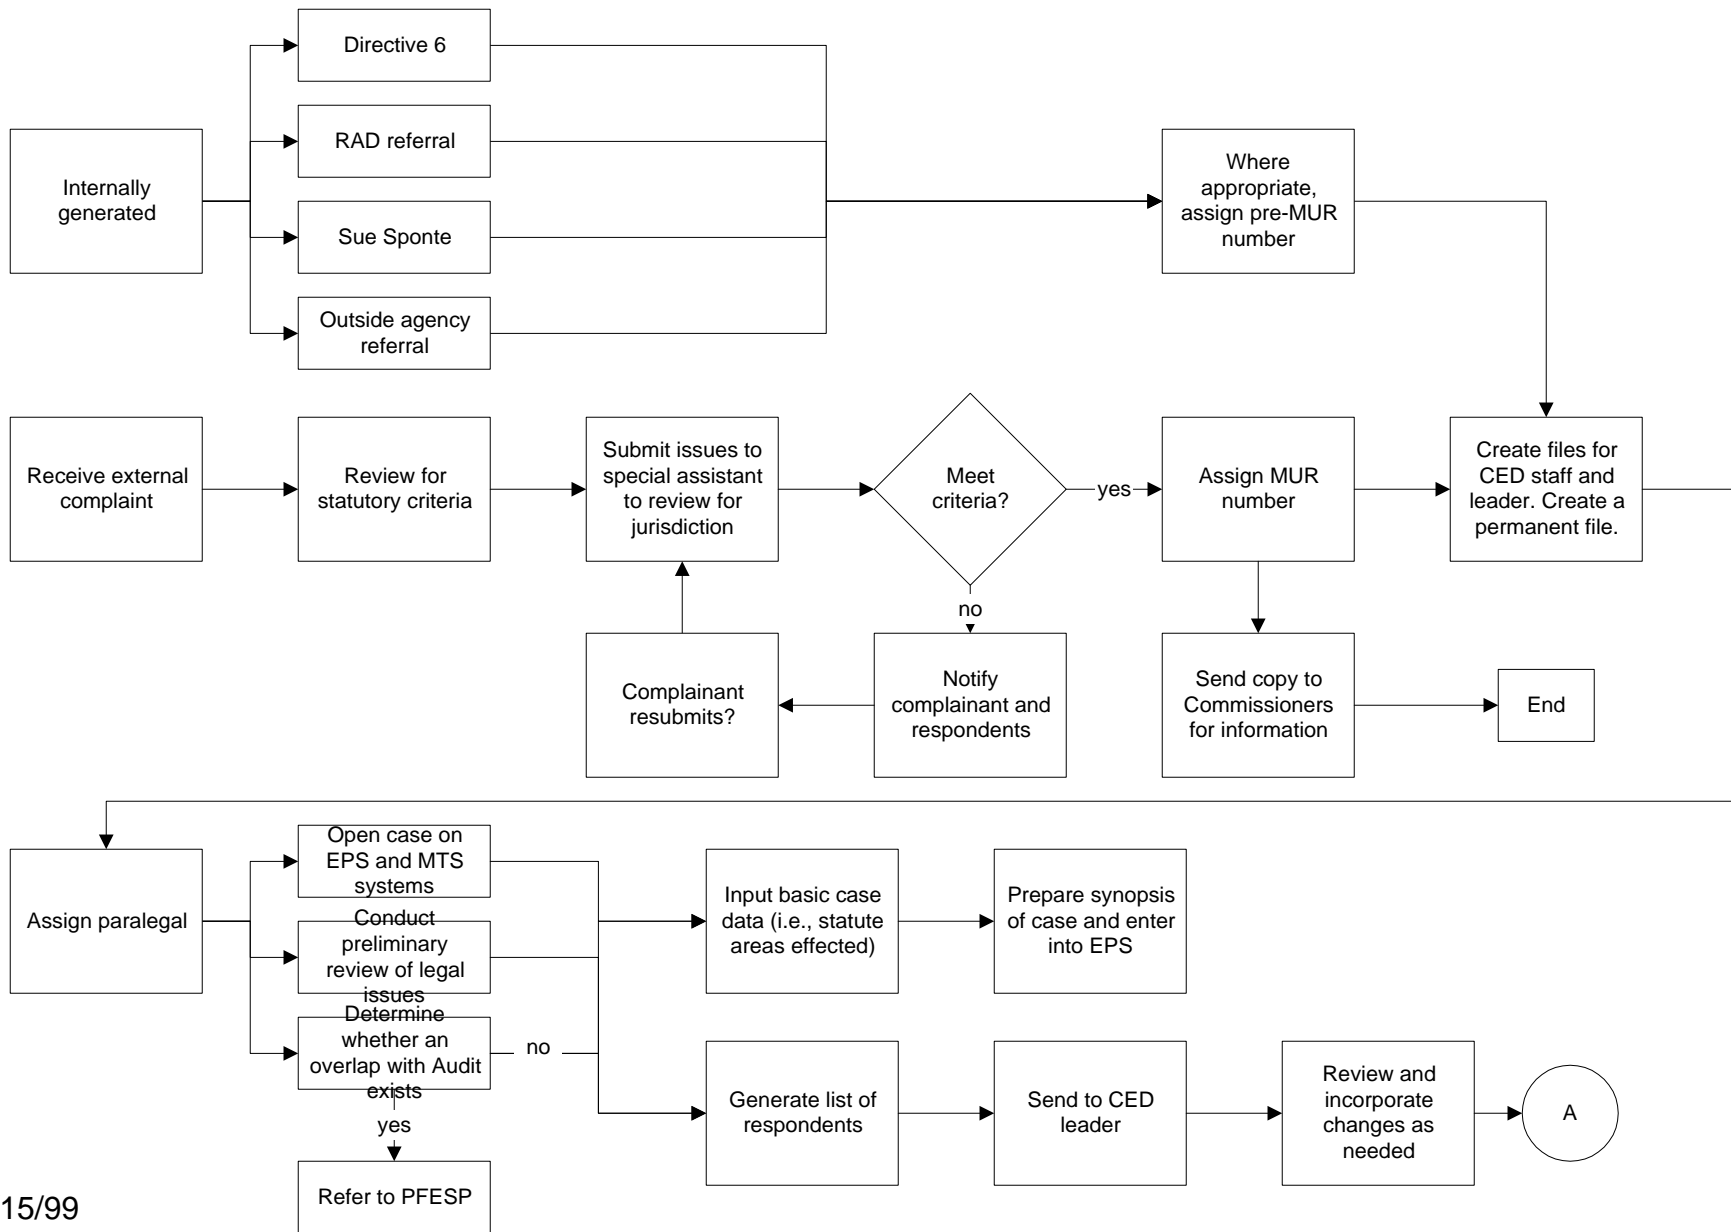 Directive 6
RAD referral
Internally
generated
Sue Sponte
Outside agency
referral
Where
appropriate,
assign pre-MUR
number
Receive external
complaint
Review for
statutory criteria
Submit issues to
special assistant
to review for
jurisdiction
Meet
criteria?
yes
Assign MUR
number
Create files for
CED staff and
leader. Create a
permanent file.
no
Complainant
resubmits?
Notify
complainant and
respondents
Send copy to
Commissioners
for information
End
Assign paralegal
Open case on
EPS and MTS
systems
Conduct
preliminary
review of legal
issues
Determine
whether an
overlap with Audit
exists
no
yes
Refer to PFESP
Input basic case
data (i.e., statute
areas effected)
Prepare synopsis
of case and enter
into EPS
Generate list of
respondents
Send to CED
leader
Review and
incorporate
changes as
needed
A
15/99